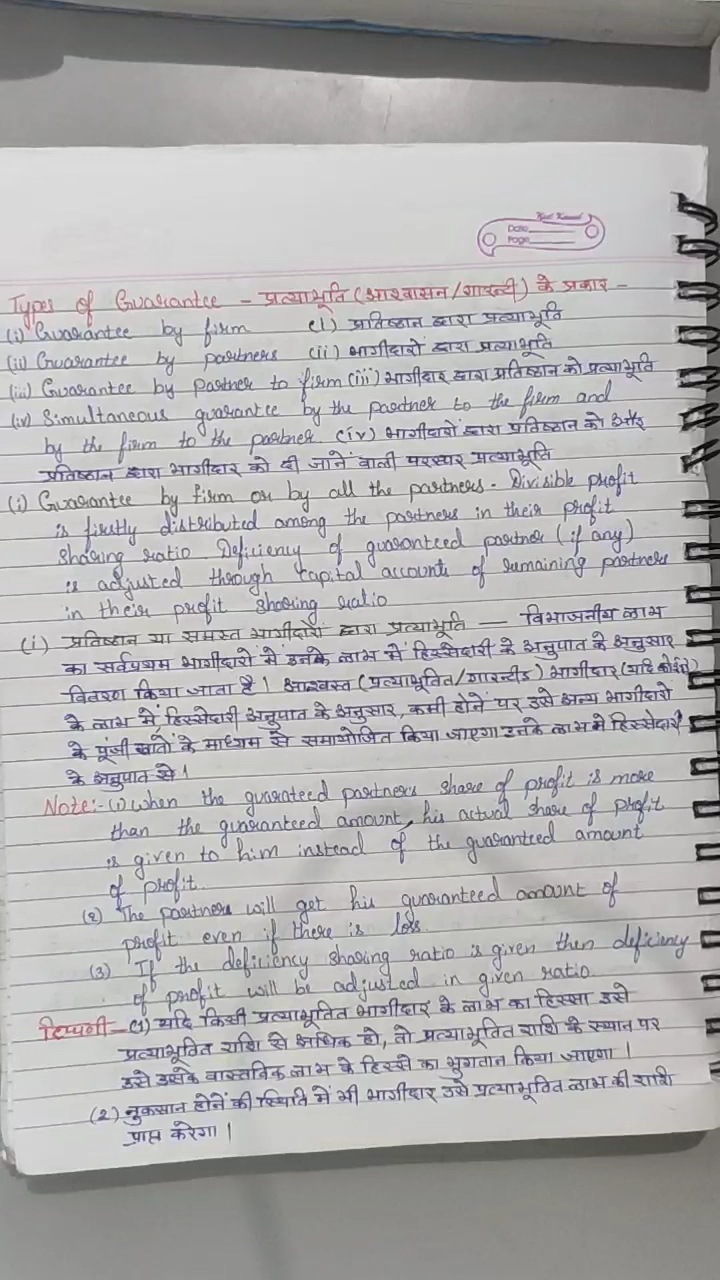 Date
Page
Types of Guarantee - प्रत्याभूति (आश्वासन/गारन्टी) के प्रकार -
(i) Guarantee by firm (i) प्रतिष्ठान द्वारा प्रत्याभूति
(ii) Guarantee by partners (ii) भागीदारों द्वारा प्रत्याभूति
(iii) Guarantee by Partner to firm (iii) भागीदार द्वारा प्रतिष्ठान को प्रत्याभूति
(iv) Simultaneous guarantee by the partner to the firm and
by the firm to the partner (iv) भागीदारों द्वारा प्रतिष्ठान को और
प्रतिष्ठान द्वारा भागीदार को दी जाने वाली परस्पर प्रत्याभूति
(i) Guarantee by firm or by all the partners - Divisible profit
is firstly distributed among the partners in their profit
sharing ratio Deficiency of guaranteed partner (if any)
is adjusted through capital accounts of remaining partners
in their profit sharing ratio
(i) प्रतिष्ठान या समस्त भागीदारों द्वारा प्रत्याभूति — विभाजनीय लाभ
का सर्वप्रथम भागीदारों में उनके लाभ में हिस्सेदारी के अनुपात के अनुसार
वितरण किया जाता है। आश्वस्त (प्रत्याभूतित/गारन्टीड) भागीदार (यदि कोई है)
के लाभ में हिस्सेदारी अनुपात के अनुसार, कमी होनें पर उसे अन्य भागीदारों
के पूंजी खातों के माध्यम से समायोजित किया जाएगा उनके लाभ में हिस्सेदारी
के अनुपात से।
Note:- (1) When the guarateed partners share of profit is more
than the guaranteed amount, his actual share of profit
is given to him instead of the guaranteed amount
of profit.
(2) The partners will get his guaranteed amount of
profit even if there is loss.
(3) If the deficiency sharing ratio is given then deficiency
of profit will be adjusted in given ratio.
टिप्पणी - (1) यदि किसी प्रत्याभूतित भागीदार के लाभ का हिस्सा उसे
प्रत्याभूतित राशि से अधिक हो, तो प्रत्याभूतित राशि के स्थान पर
उसे उसके वास्तविक लाभ के हिस्से का भुगतान किया जाएगा।
(2) नुकसान होनें की स्थिति में भी भागीदार उसे प्रत्याभूतित लाभ की राशि
प्राप्त करेगा।